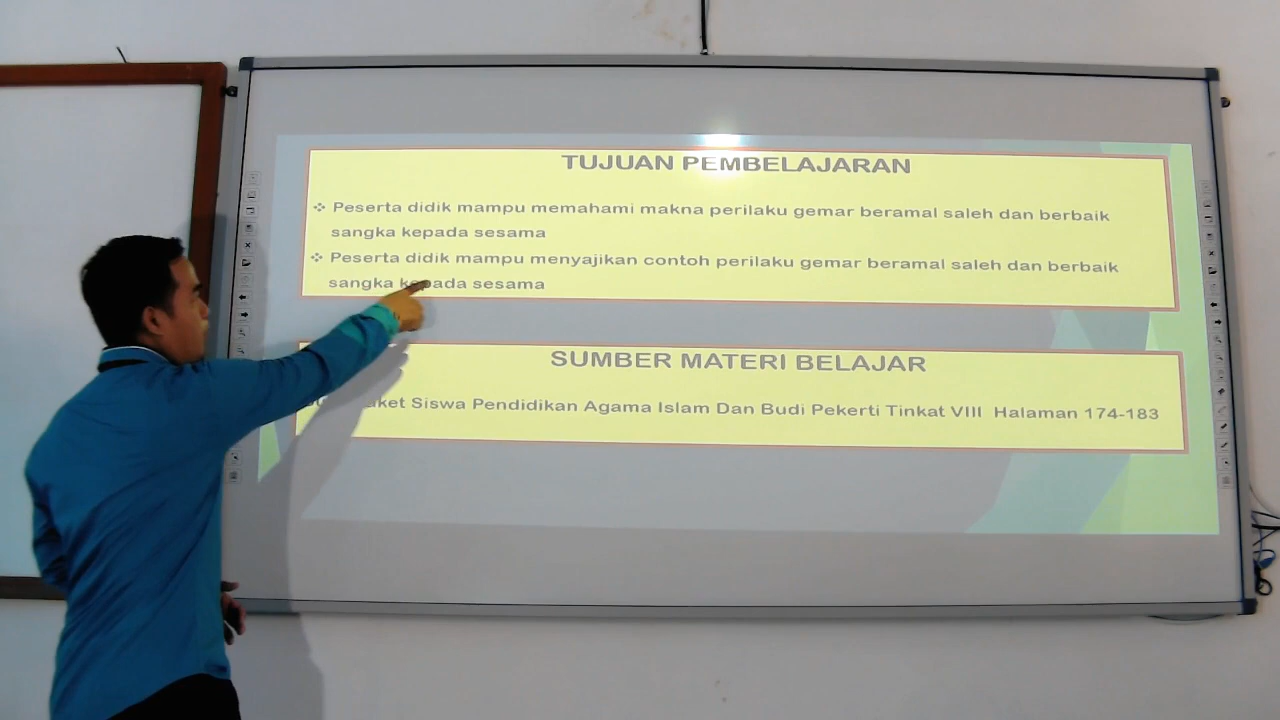 TUJUAN PEMBELAJARAN
❖ Peserta didik mampu memahami makna perilaku gemar beramal saleh dan berbaik
sangka kepada sesama
❖ Peserta didik mampu menyajikan contoh perilaku gemar beramal saleh dan berbaik
sangka kepada sesama
SUMBER MATERI BELAJAR
Siswa Pendidikan Agama Islam Dan Budi Pekerti Tinkat VIII Halaman 174-183